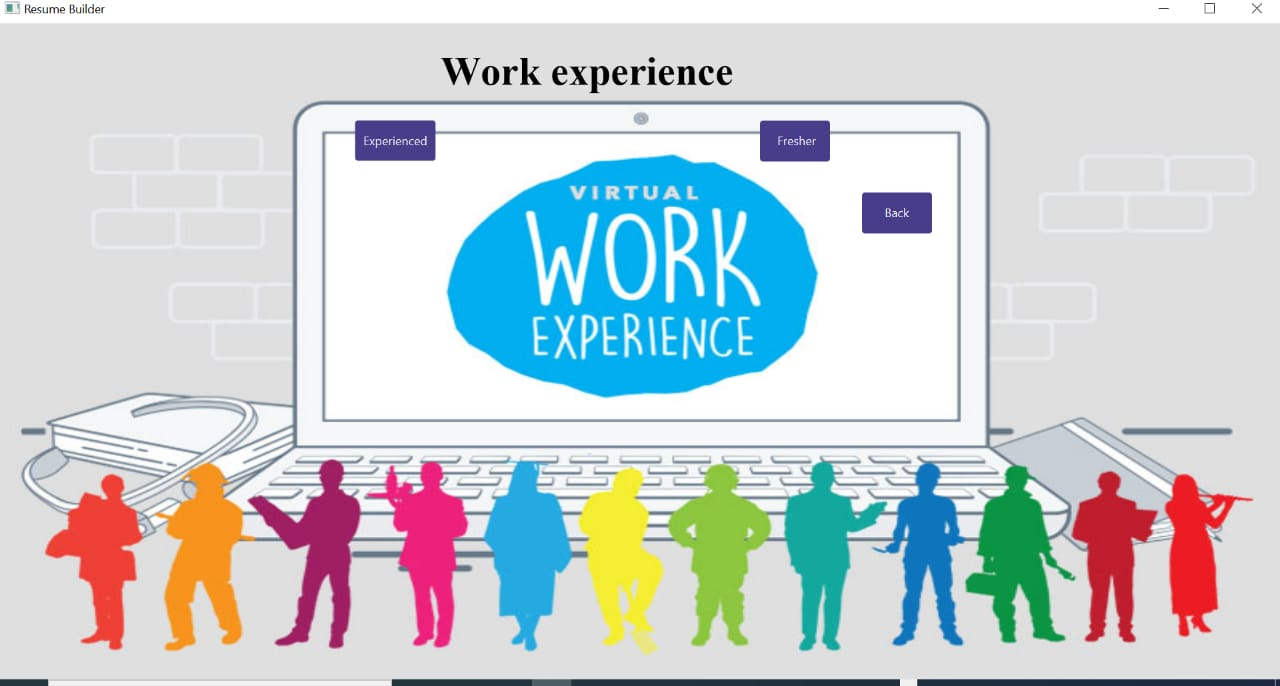 Resume Builder
Work experience
Experienced
Fresher
VIRTUAL
WORK
EXPERIENCE
Back